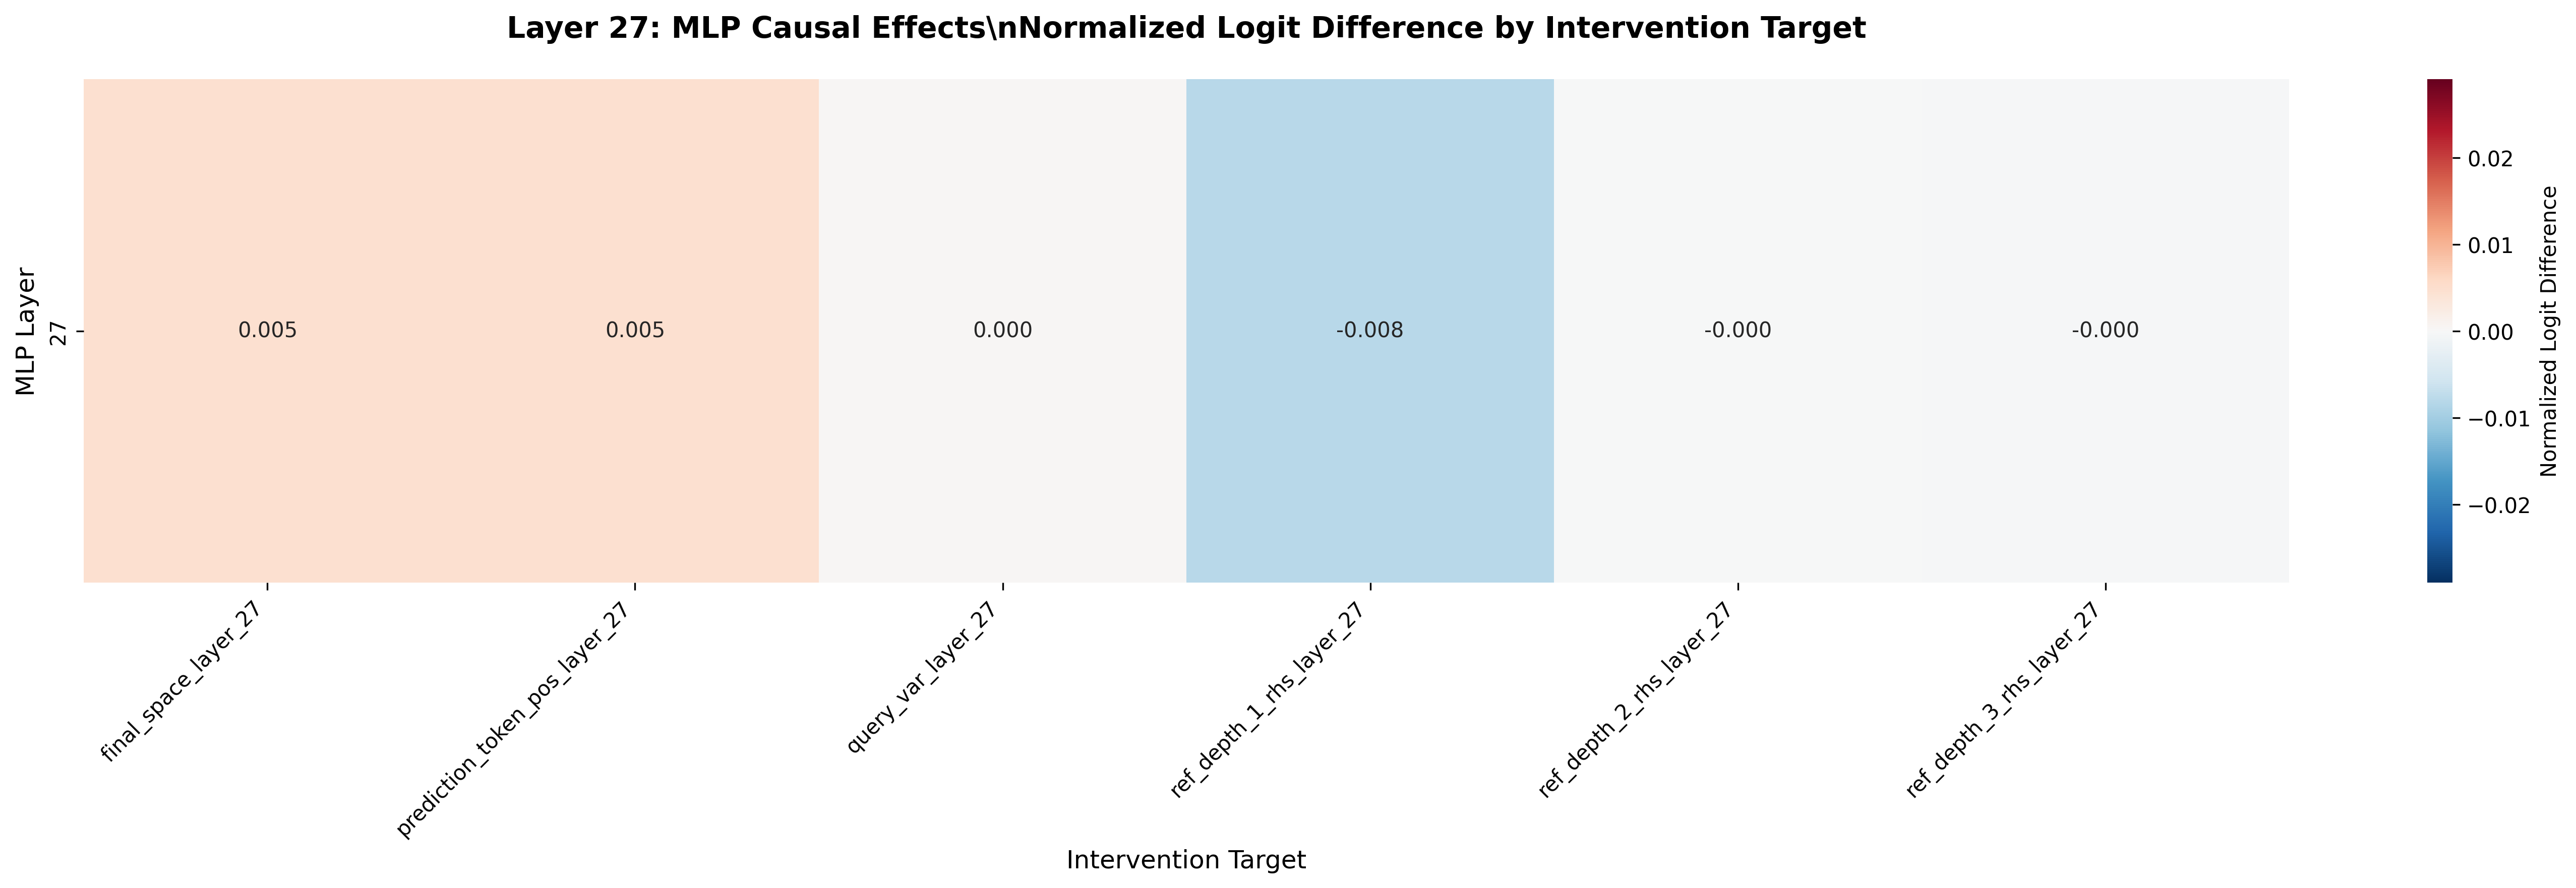 Layer 27: MLP Causal Effects\nNormalized Logit Difference by Intervention Target
MLP Layer
27
0.005
0.005
0.000
-0.008
-0.000
-0.000
final_space_layer_27
prediction_token_pos_layer_27
query_var_layer_27
ref_depth_1_rhs_layer_27
ref_depth_2_rhs_layer_27
ref_depth_3_rhs_layer_27
Intervention Target
0.02
0.01
0.00
−0.01
−0.02
Normalized Logit Difference